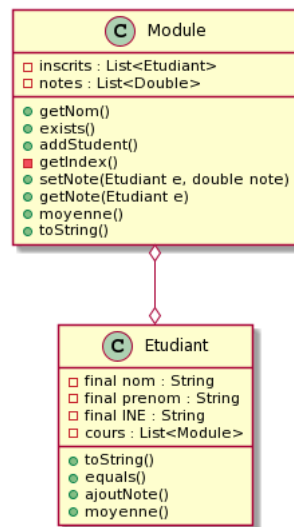 C Module
inscrits : List<Etudiant>
notes : List<Double>
getNom()
exists()
addStudent()
getIndex()
setNote(Etudiant e, double note)
getNote(Etudiant e)
moyenne()
toString()
C Etudiant
final nom : String
final prenom : String
final INE : String
cours : List<Module>
toString()
equals()
ajoutNote()
moyenne()